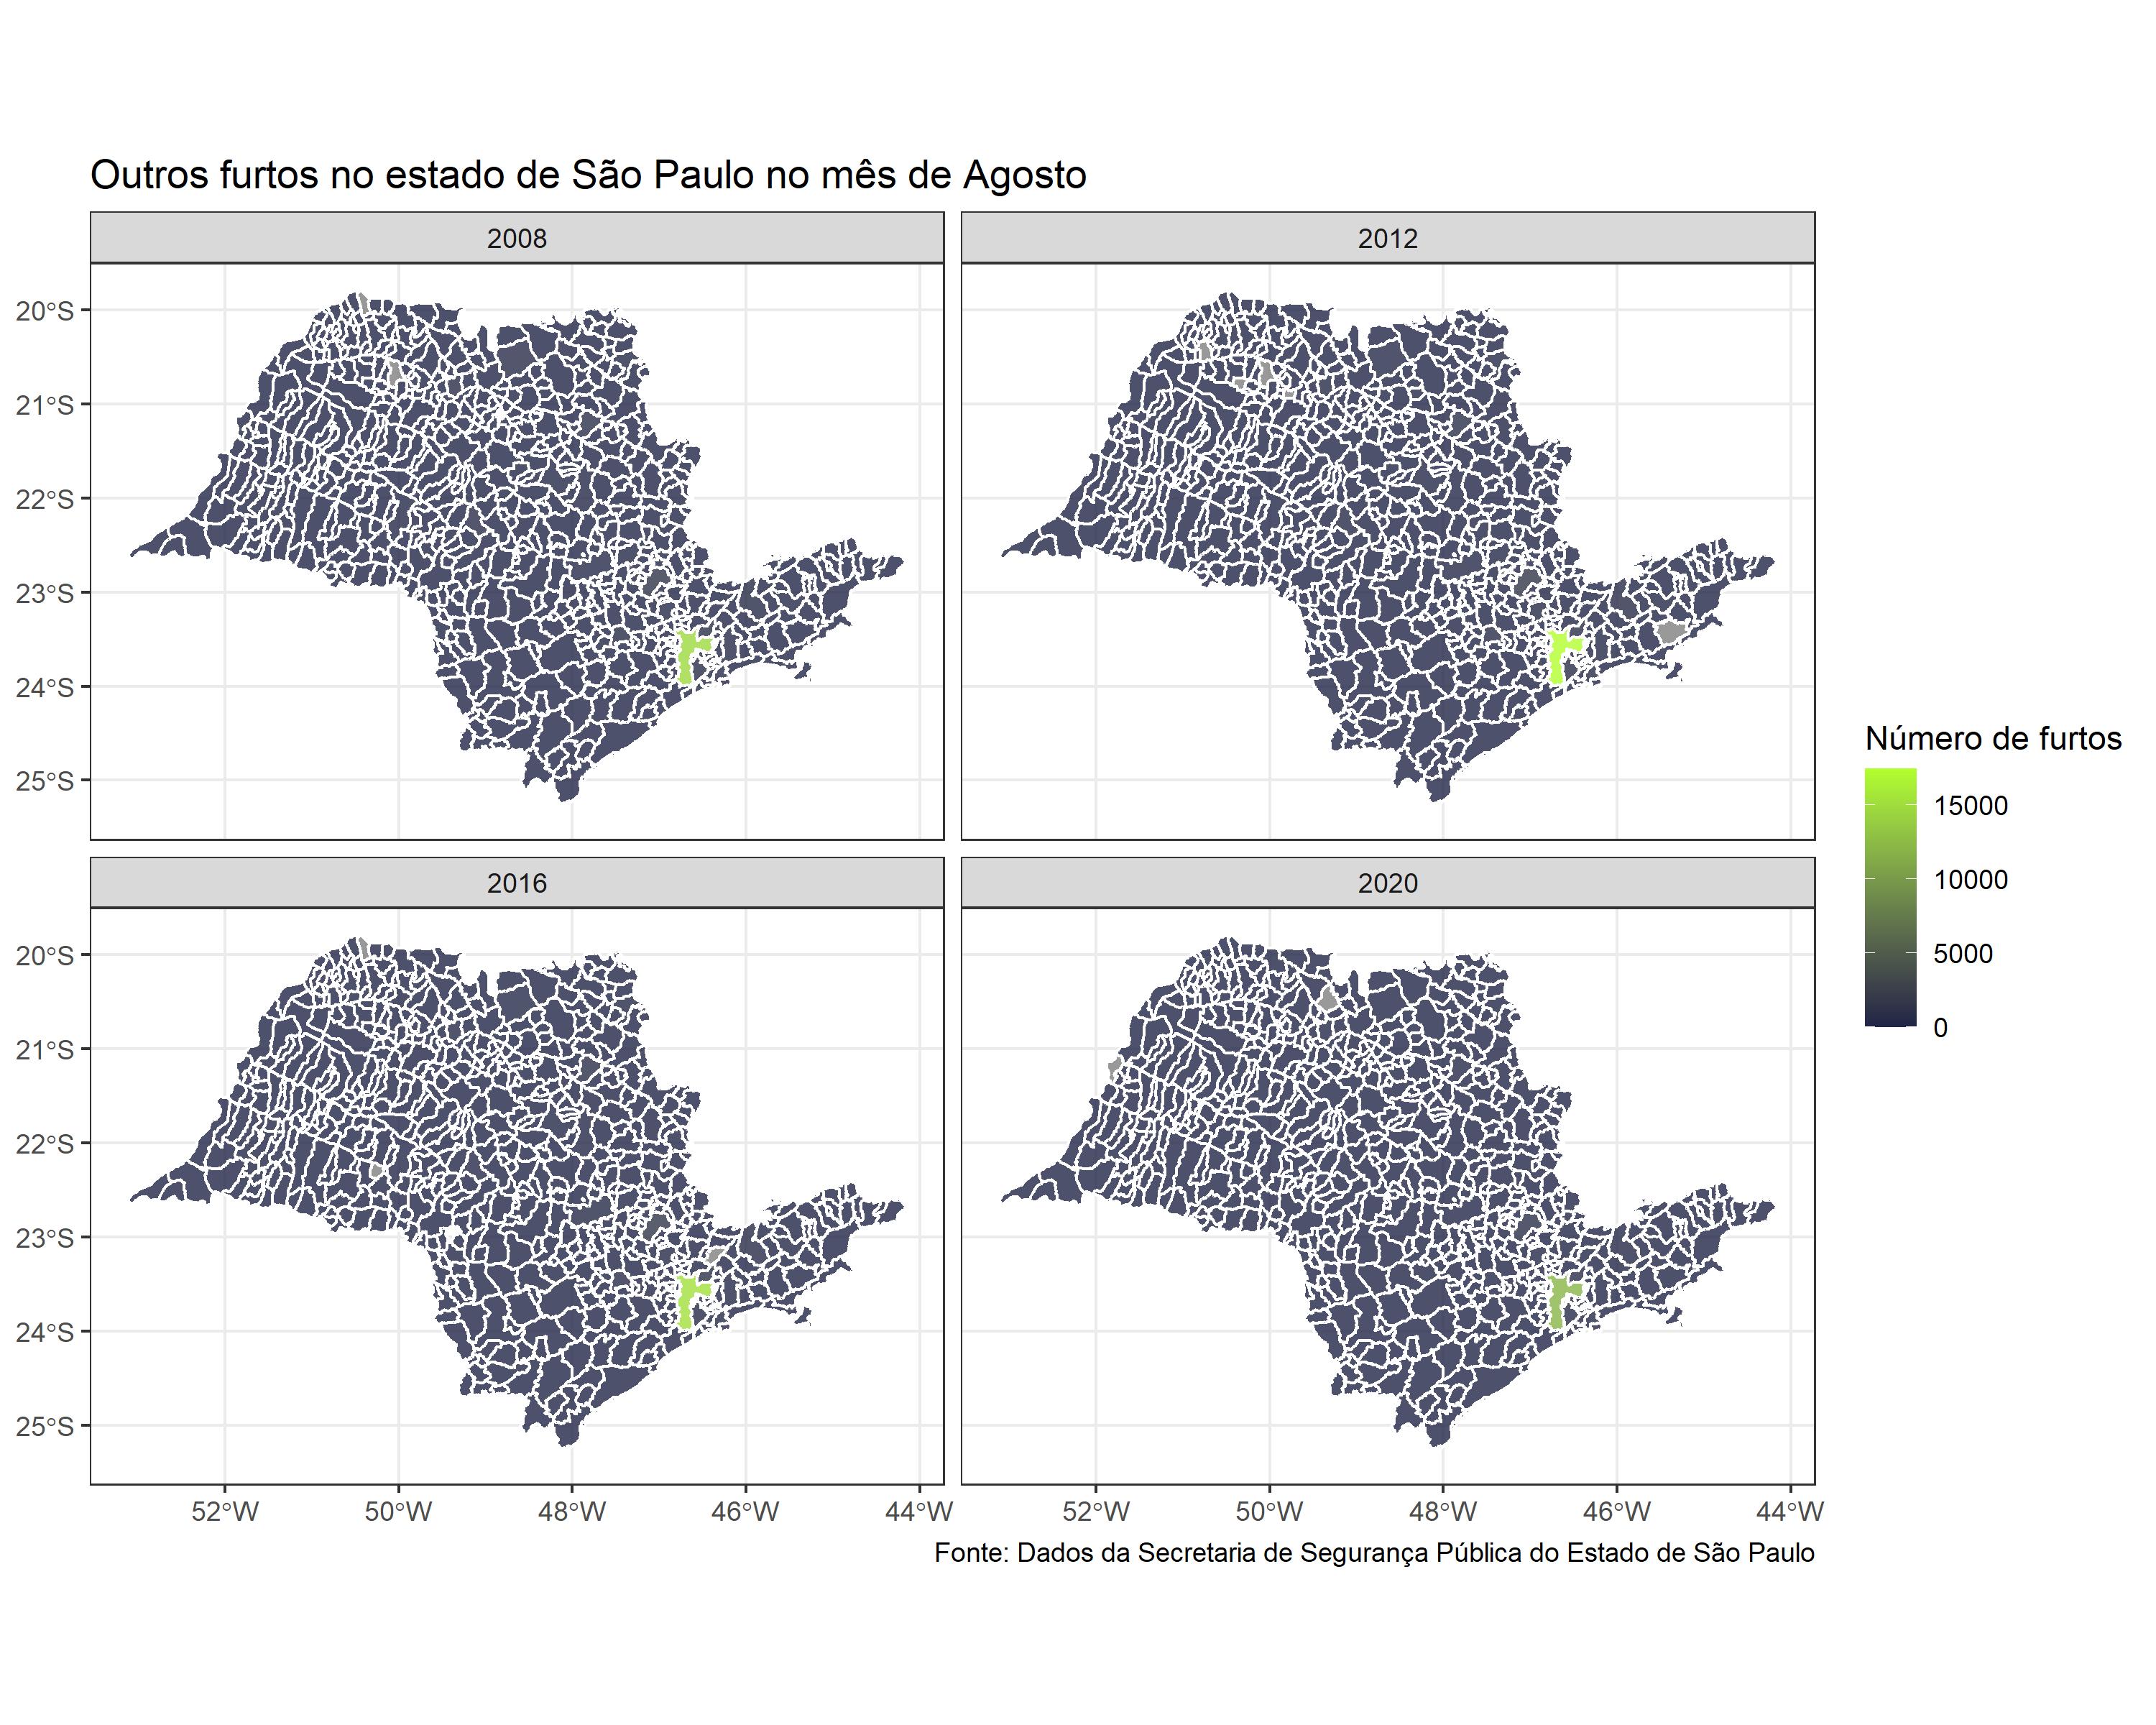 Outros furtos no estado de São Paulo no mês de Agosto
2008
2012
20°S
21°S
22°S
23°S
24°S
25°S
2016
2020
20°S
21°S
22°S
23°S
24°S
25°S
52°W
50°W
48°W
46°W
44°W
52°W
50°W
48°W
46°W
44°W
Fonte: Dados da Secretaria de Segurança Pública do Estado de São Paulo
Número de furtos
15000
10000
5000
0